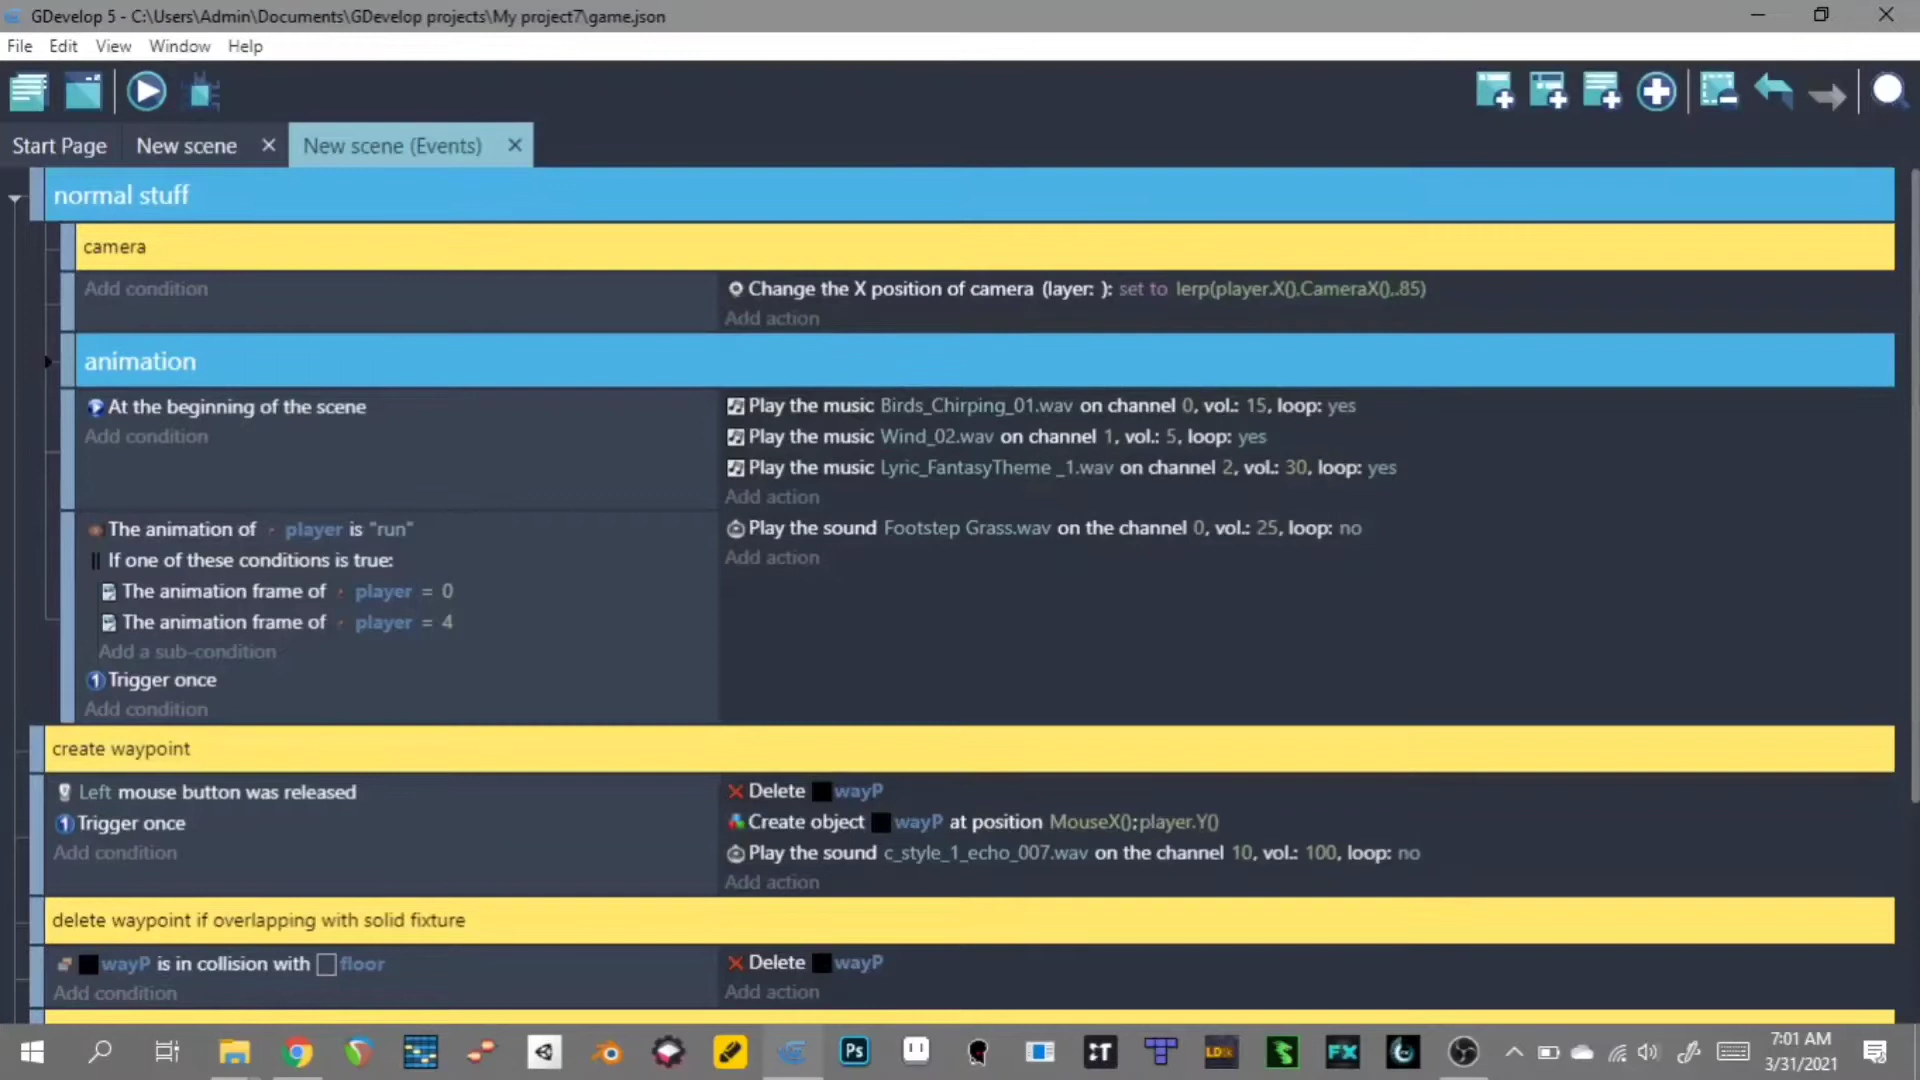 GDevelop 5 - C:\Users\Admin\Documents\GDevelop projects\My project7\game.json
File Edit View Window Help
Start Page New scene New scene (Events)
normal stuff
camera
Add condition
Change the X position of camera (layer: ): set to lerp(player.X(),CameraX(),.85)
Add action
animation
At the beginning of the scene
Add condition
Play the music Birds_Chirping_01.wav on channel 0, vol.: 15, loop: yes
Play the music Wind_02.wav on channel 1, vol.: 5, loop: yes
Play the music Lyric_FantasyTheme _1.wav on channel 2, vol.: 30, loop: yes
Add action
The animation of player is "run"
If one of these conditions is true:
The animation frame of player = 0
The animation frame of player = 4
Add a sub-condition
Trigger once
Add condition
Play the sound Footstep Grass.wav on the channel 0, vol.: 25, loop: no
Add action
create waypoint
Left mouse button was released
Trigger once
Add condition
Delete wayP
Create object wayP at position MouseX();player.Y()
Play the sound c_style_1_echo_007.wav on the channel 10, vol.: 100, loop: no
Add action
delete waypoint if overlapping with solid fixture
wayP is in collision with floor
Add condition
Delete wayP
Add action
Ps
:T
LDtk
FX
7:01 AM
3/31/2021